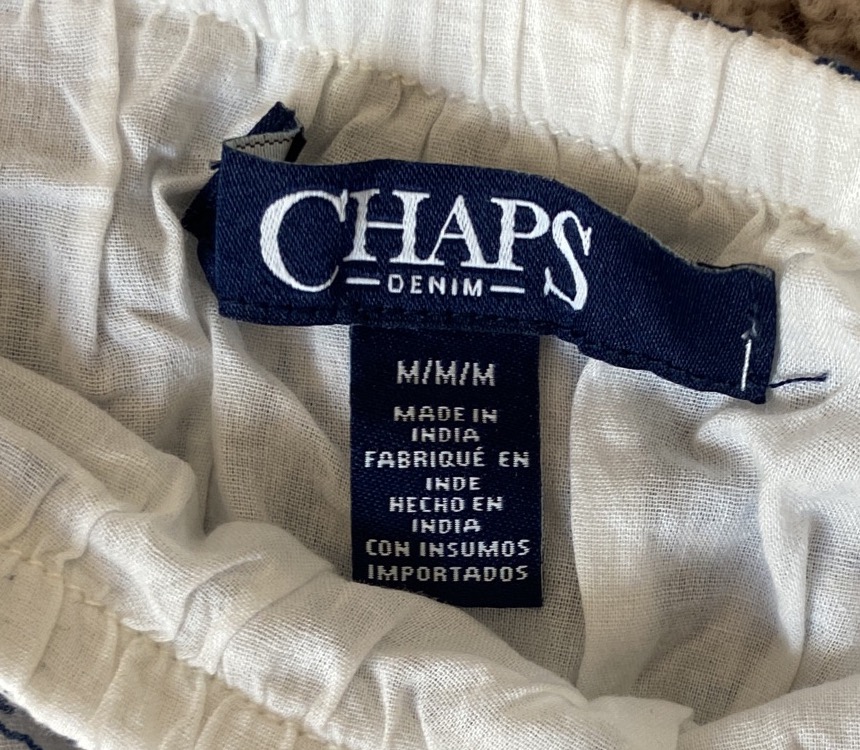 CHAPS
DENIM
M/M/M
MADE IN
INDIA
FABRIQUÉ EN
INDE
HECHO EN
INDIA
CON INSUMOS
IMPORTADOS